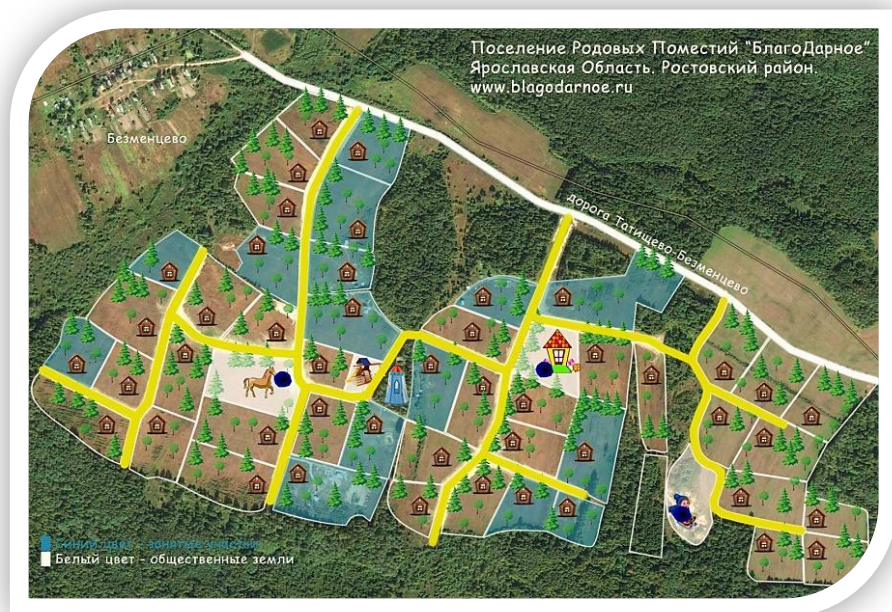 Поселение Родовых Поместий "БлагоДарное"
Ярославская Область. Ростовский район.
www.blagodarnoe.ru
Безменцево
дорога Татищево-Безменцево
Синий цвет - занятые участки
Белый цвет - общественные земли